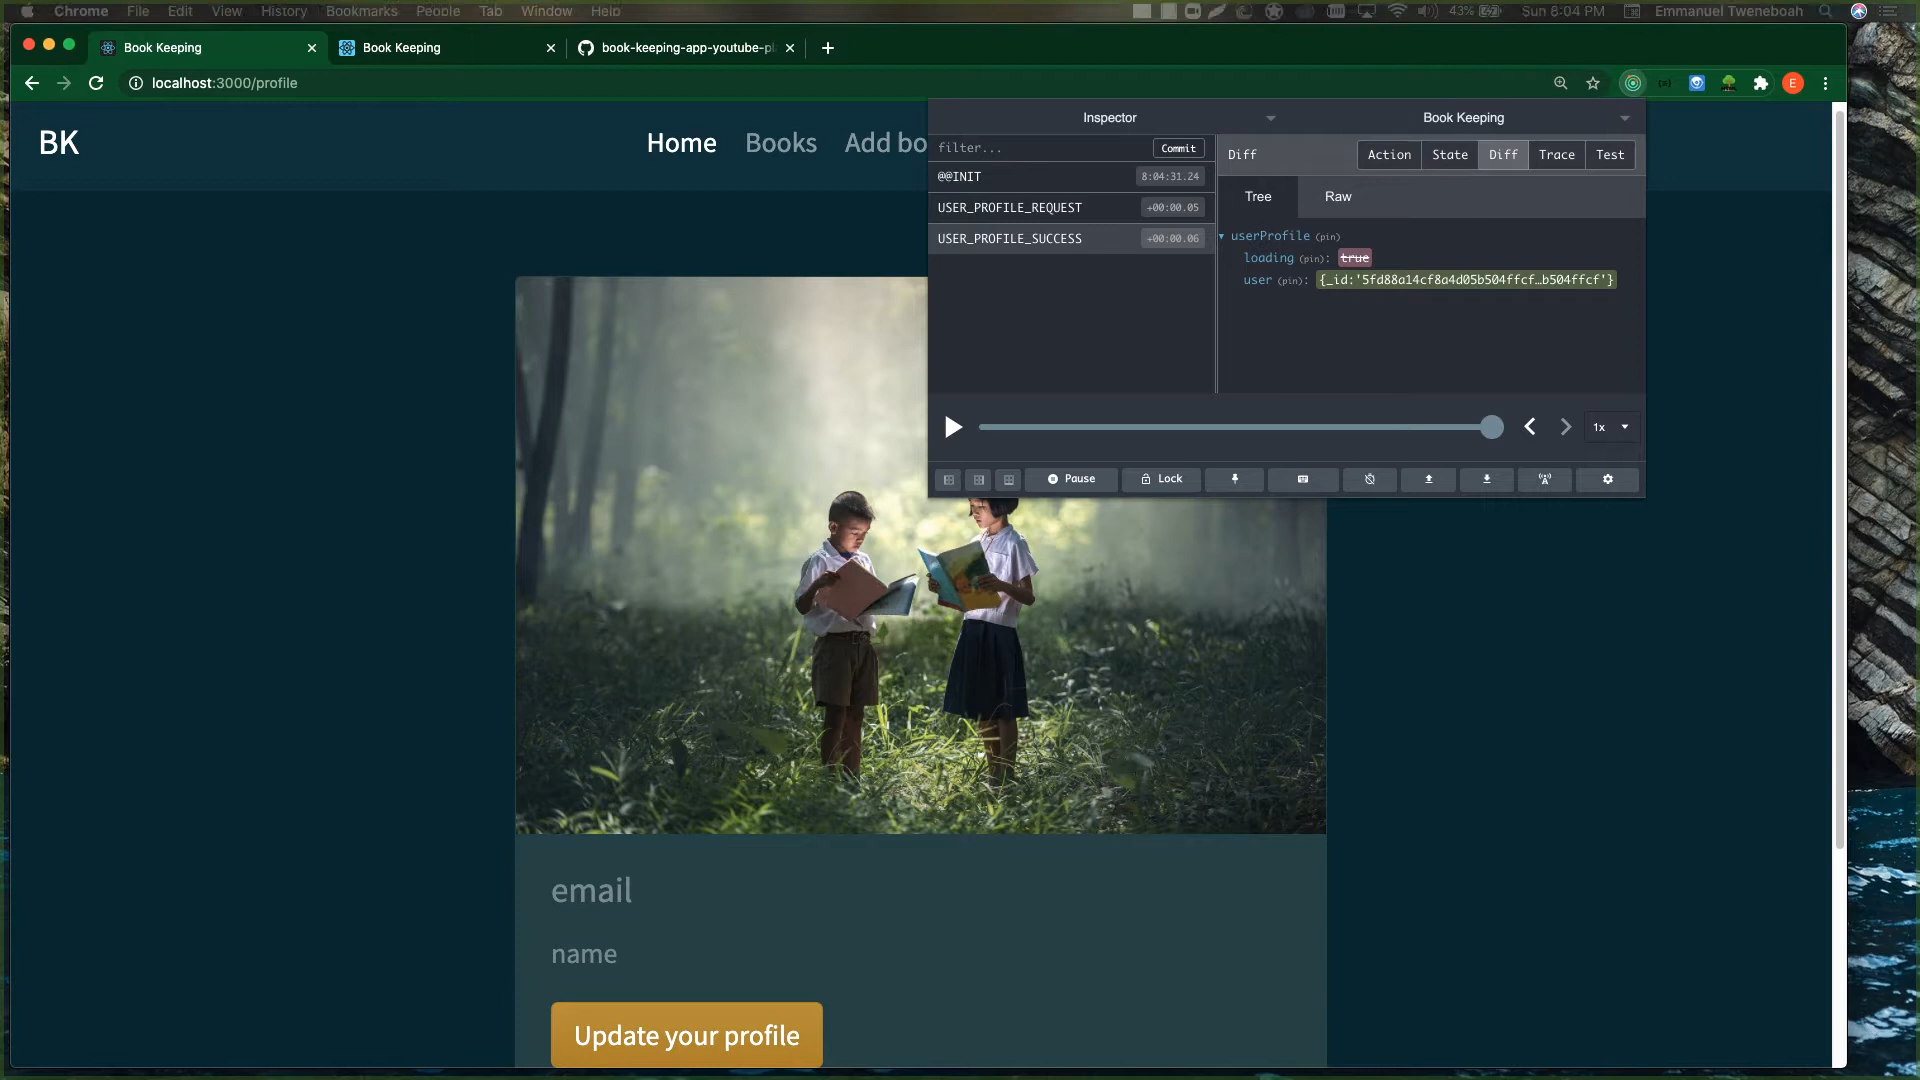 Chrome File Edit View History Bookmarks People Tab Window Help 43% Sun 8:04 PM Emmanuel Tweneboah
Book Keeping
Book Keeping
book-keeping-app-youtube-pl
localhost:3000/profile
E
BK
Home Books Add bo
Inspector
Book Keeping
filter...
Commit
@@INIT 8:04:31.24
USER_PROFILE_REQUEST +00:00.05
USER_PROFILE_SUCCESS +00:00.06
Diff
Action State Diff Trace Test
Tree Raw
userProfile (pin)
loading (pin): true
user (pin): {_id:'5fd88a14cf8a4d05b504ffcf…b504ffcf'}
1x
Pause Lock
email
name
Update your profile